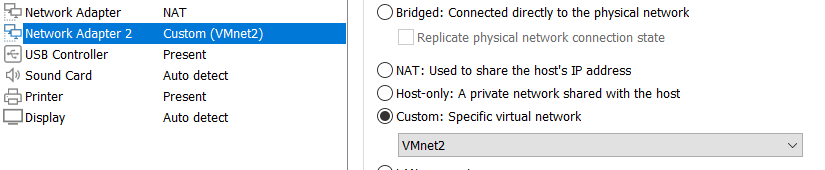 Network Adapter NAT
Network Adapter 2 Custom (VMnet2)
USB Controller Present
Sound Card Auto detect
Printer Present
Display Auto detect
Bridged: Connected directly to the physical network
Replicate physical network connection state
NAT: Used to share the host's IP address
Host-only: A private network shared with the host
Custom: Specific virtual network
VMnet2